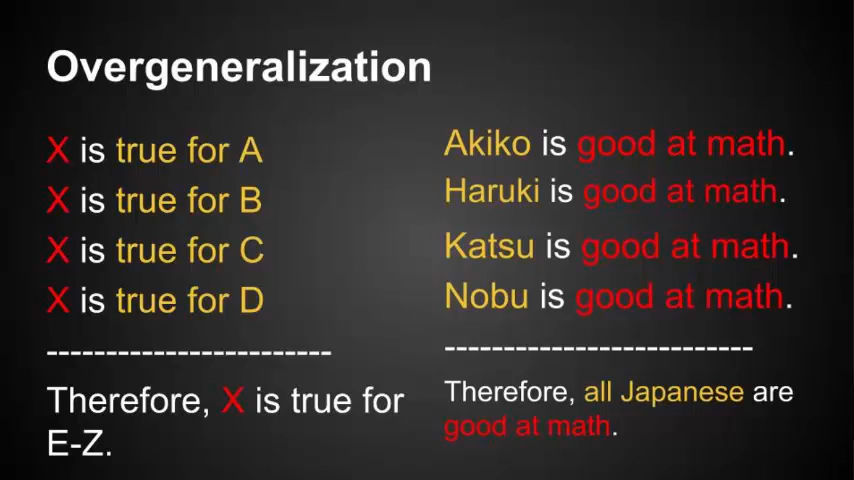 Overgeneralization
X is true for A
X is true for B
X is true for C
X is true for D
------------------------
Therefore, X is true for
E-Z.
Akiko is good at math.
Haruki is good at math.
Katsu is good at math.
Nobu is good at math.
--------------------------
Therefore, all Japanese are
good at math.